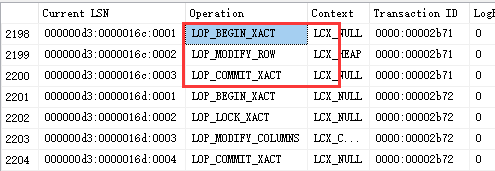 Current LSN Operation Context Transaction ID LogB
2198 000000d3:0000016c:0001 LOP_BEGIN_XACT LCX_NULL 0000:00002b71 0
2199 000000d3:0000016c:0002 LOP_MODIFY_ROW LCX_HEAP 0000:00002b71 0
2200 000000d3:0000016c:0003 LOP_COMMIT_XACT LCX_NULL 0000:00002b71 0
2201 000000d3:0000016d:0001 LOP_BEGIN_XACT LCX_NULL 0000:00002b72 0
2202 000000d3:0000016d:0002 LOP_LOCK_XACT LCX_NULL 0000:00002b72 0
2203 000000d3:0000016d:0003 LOP_MODIFY_COLUMNS LCX_C... 0000:00002b72 0
2204 000000d3:0000016d:0004 LOP_COMMIT_XACT LCX_NULL 0000:00002b72 0